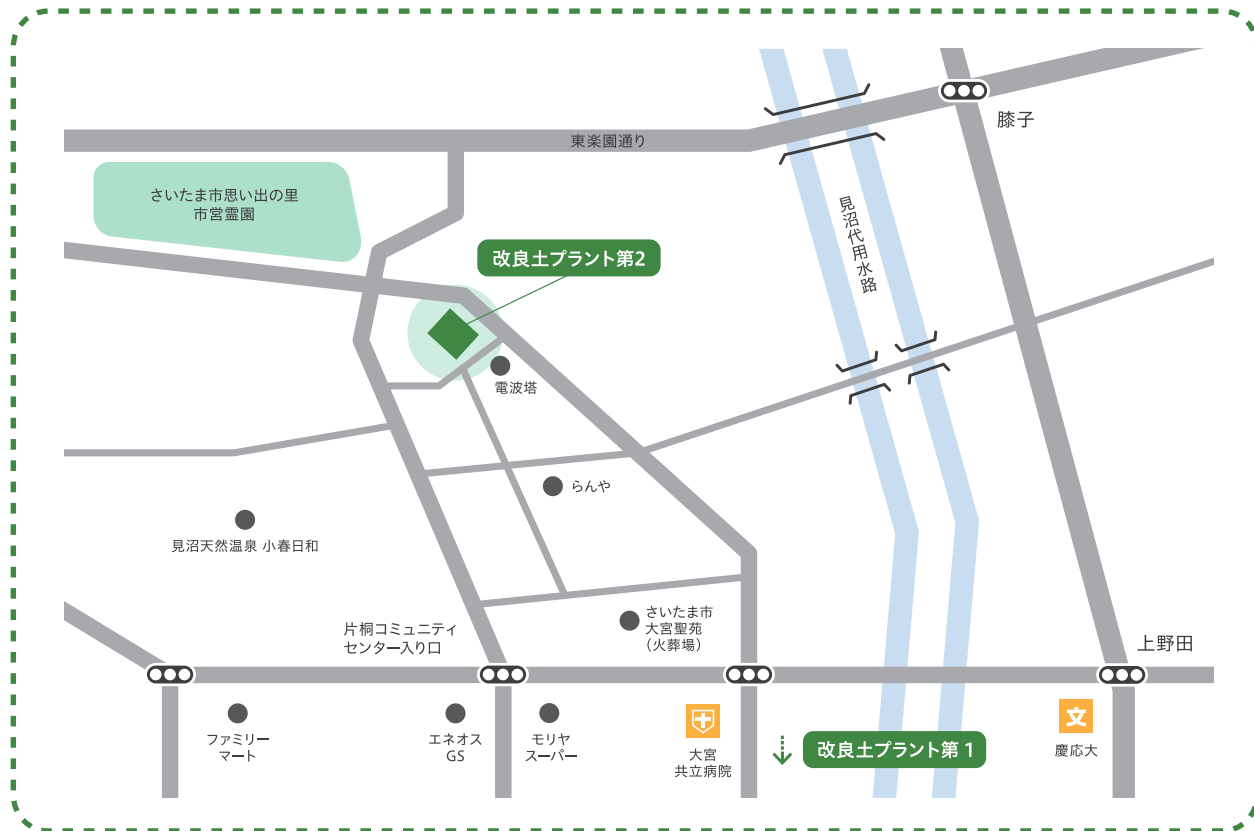 膝子
東楽園通り
さいたま市思い出の里
市営霊園
見沼代用水路
改良土プラント第2
電波塔
らんや
見沼天然温泉 小春日和
さいたま市
大宮聖苑
（火葬場）
片桐コミュニティ
センター入り口
上野田
ファミリー
マート
エネオス
GS
モリヤ
スーパー
大宮
共立病院
改良土プラント第1
文
慶応大